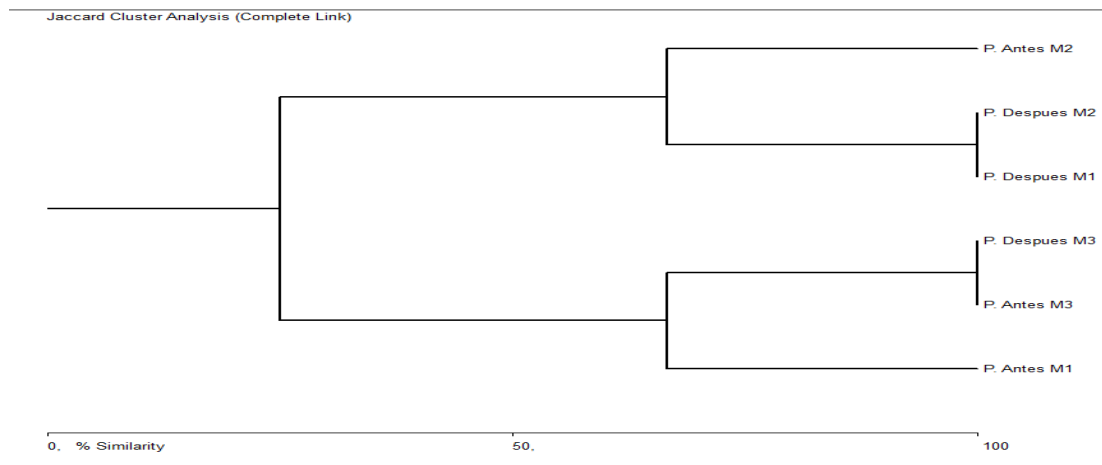 Jaccard Cluster Analysis (Complete Link)
P. Antes M2
P. Despues M2
P. Despues M1
P. Despues M3
P. Antes M3
P. Antes M1
0, % Similarity 50, 100